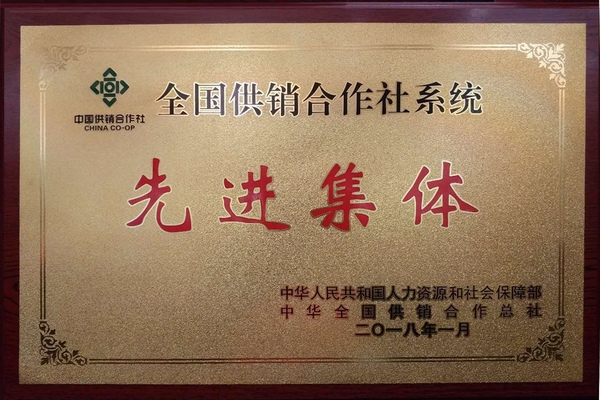 中国供销合作社
CHINA CO-OP
全国供销合作社系统
先进集体
中华人民共和国人力资源和社会保障部
中华全国供销合作总社
二〇一八年一月